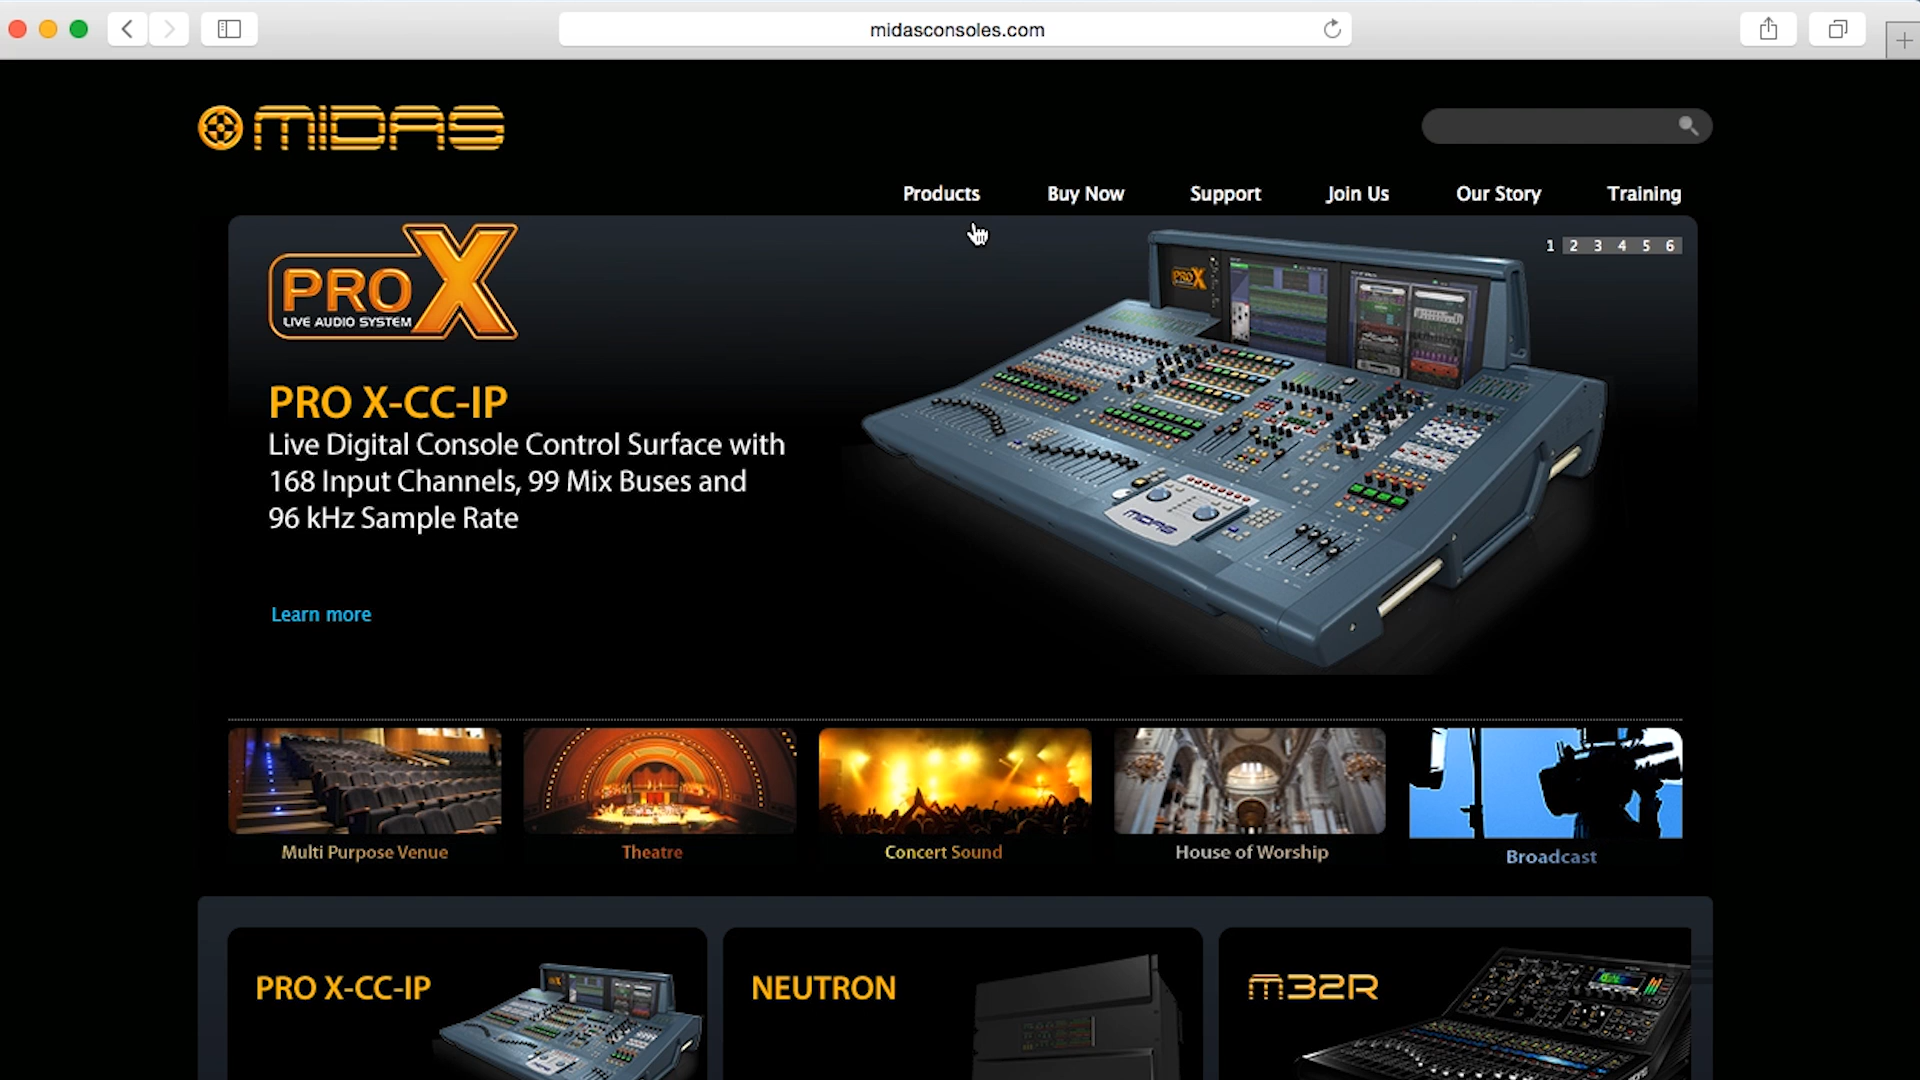 midasconsoles.com
MIDAS
Products
Buy Now
Support
Join Us
Our Story
Training
1 2 3 4 5 6
PRO X
LIVE AUDIO SYSTEM
PRO X
MIDAS
PRO X-CC-IP
Live Digital Console Control Surface with
168 Input Channels, 99 Mix Buses and
96 kHz Sample Rate
Learn more
Multi Purpose Venue
Theatre
Concert Sound
House of Worship
Broadcast
PRO X-CC-IP
NEUTRON
M32R